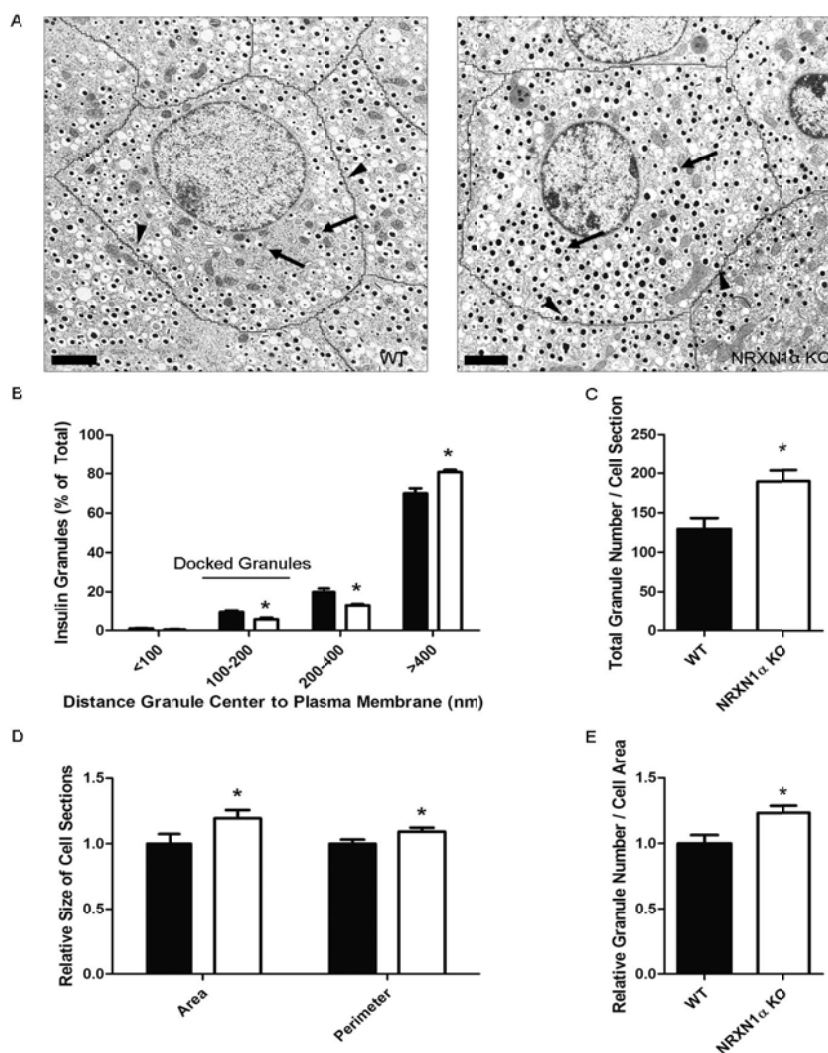 A
WT
NRXN1α KO
B
Insulin Granules (% of Total)
100
80
60
40
20
0
Docked Granules
*
*
*
<100
100-200
200-400
>400
Distance Granule Center to Plasma Membrane (nm)
C
Total Granule Number / Cell Section
250
200
150
100
50
0
*
WT
NRXN1α KO
D
Relative Size of Cell Sections
1.5
1.0
0.5
0.0
*
*
Area
Perimeter
E
Relative Granule Number / Cell Area
1.5
1.0
0.5
0.0
*
WT
NRXN1α KO